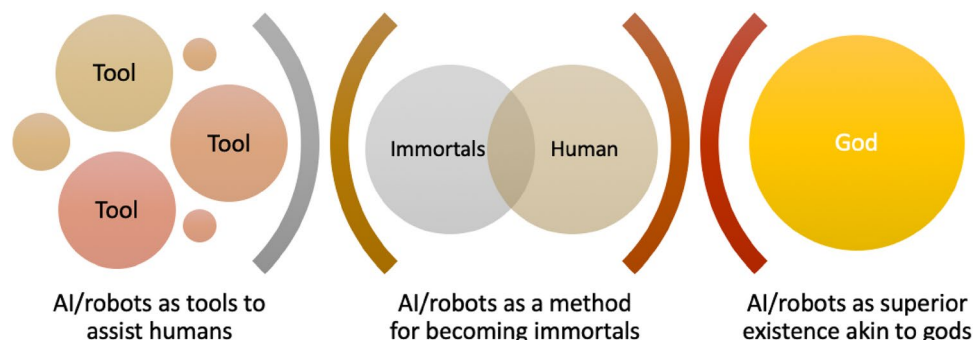 Tool
Tool
Tool
AI/robots as tools to
assist humans
Immortals
Human
AI/robots as a method
for becoming immortals
God
AI/robots as superior
existence akin to gods